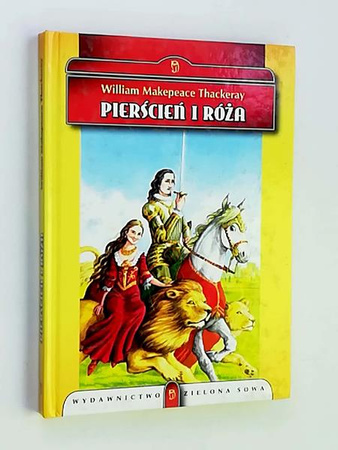 William Makepeace Thackeray
PIERŚCIEŃ I RÓŻA
WYDAWNICTWO ZIELONA SOWA